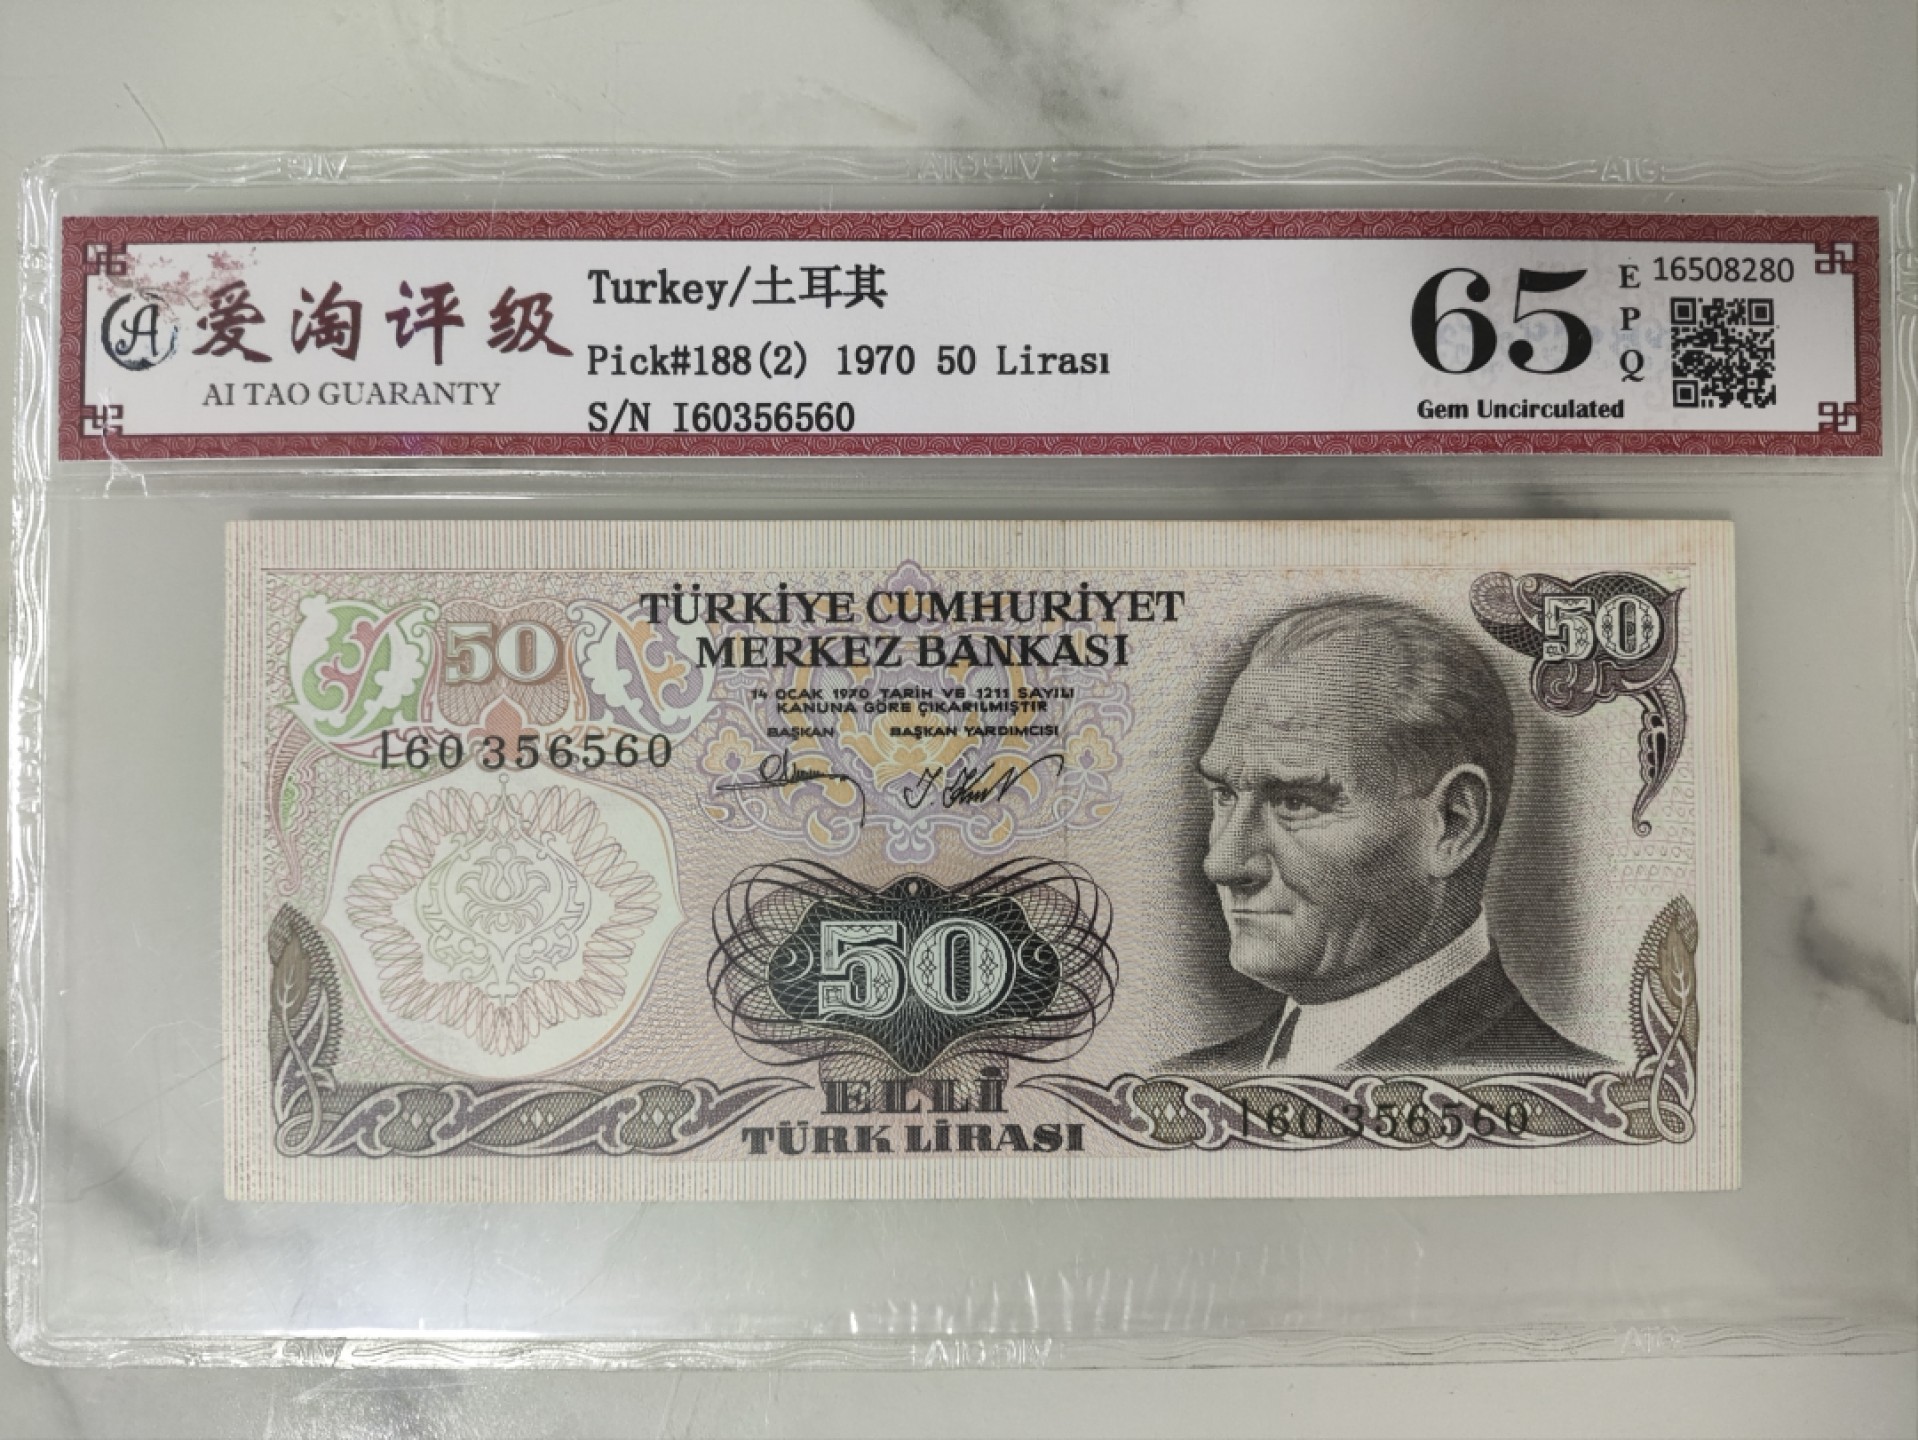 爱淘评级
AI TAO GUARANTY
Turkey/土耳其
Pick#188(2) 1970 50 Lirası
S/N I60356560
65
EPQ
Gem Uncirculated
16508280
50
TÜRKİYE CUMHURİYET
MERKEZ BANKASI
14 OCAK 1970 TARİH VE 1211 SAYILI
KANUNA GÖRE ÇIKARILMIŞTIR
BAŞKAN BAŞKAN YARDIMCISI
50
I60 356560
50
ELLİ
TÜRK LİRASI
I60 356560